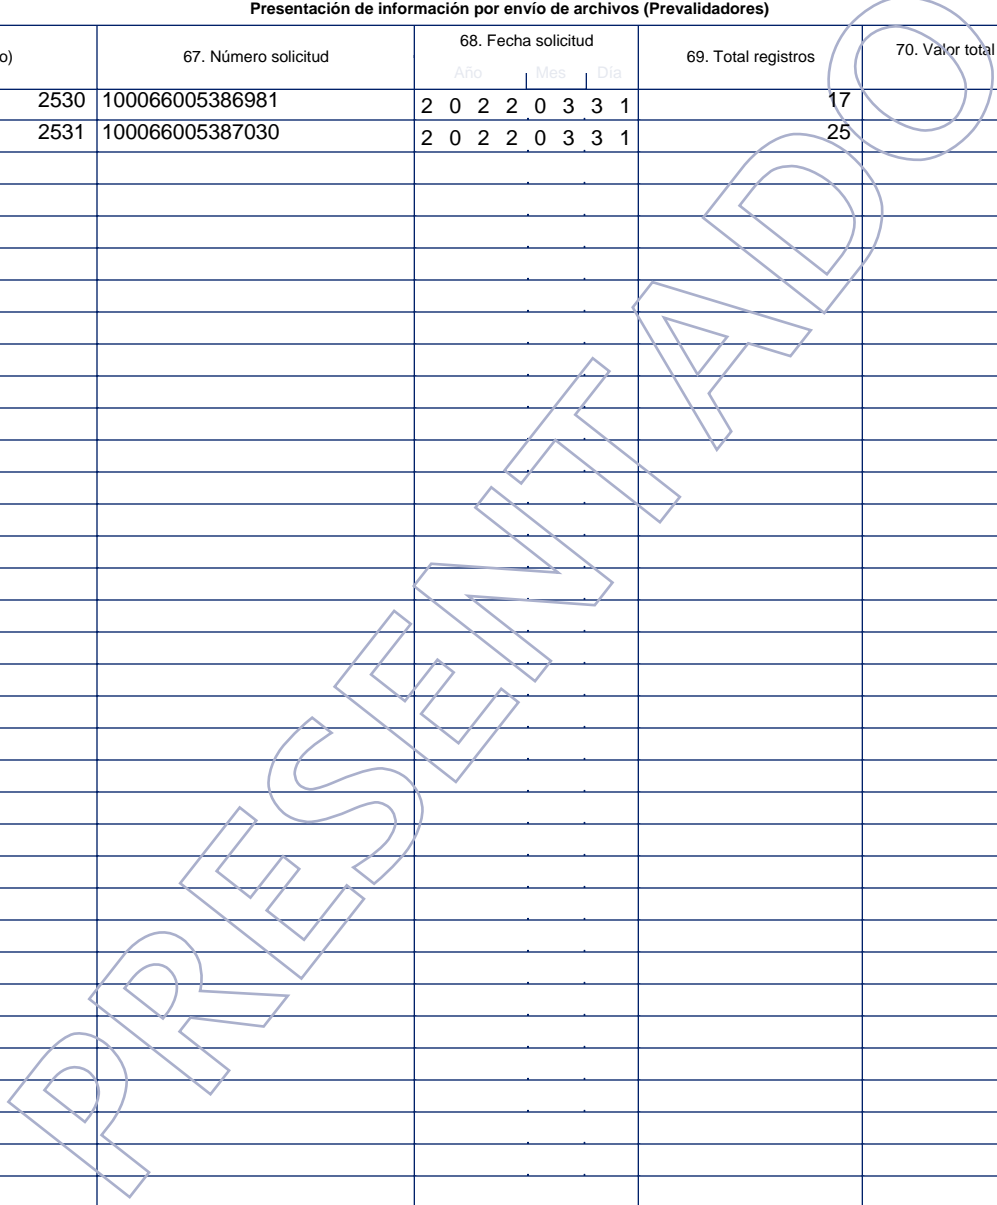 Presentación de información por envío de archivos (Prevalidadores)
o) 67. Número solicitud 68. Fecha solicitud 69. Total registros 70. Valor total
Año Mes Día
2530 100066005386981 2 0 2 2 0 3 3 1 17
2531 100066005387030 2 0 2 2 0 3 3 1 25
PRESENTADO